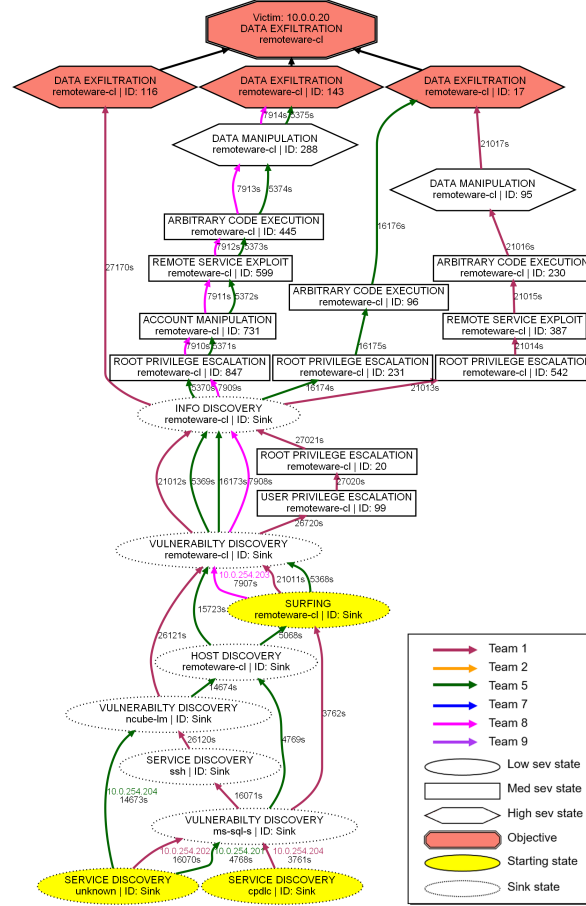 Victim: 10.0.0.20
DATA EXFILTRATION
remoteware-cl
DATA EXFILTRATION
remoteware-cl | ID: 116
DATA EXFILTRATION
remoteware-cl | ID: 143
DATA EXFILTRATION
remoteware-cl | ID: 17
7914s
5375s
DATA MANIPULATION
remoteware-cl | ID: 288
21017s
7913s
5374s
DATA MANIPULATION
remoteware-cl | ID: 95
ARBITRARY CODE EXECUTION
remoteware-cl | ID: 445
16176s
7912s
5373s
21016s
27170s
REMOTE SERVICE EXPLOIT
remoteware-cl | ID: 599
ARBITRARY CODE EXECUTION
remoteware-cl | ID: 230
7911s
5372s
ARBITRARY CODE EXECUTION
remoteware-cl | ID: 96
21015s
ACCOUNT MANIPULATION
remoteware-cl | ID: 731
REMOTE SERVICE EXPLOIT
remoteware-cl | ID: 387
7910s
5371s
16175s
21014s
ROOT PRIVILEGE ESCALATION
remoteware-cl | ID: 847
ROOT PRIVILEGE ESCALATION
remoteware-cl | ID: 231
ROOT PRIVILEGE ESCALATION
remoteware-cl | ID: 542
5370s
7909s
16174s
21013s
INFO DISCOVERY
remoteware-cl | ID: Sink
27021s
ROOT PRIVILEGE ESCALATION
remoteware-cl | ID: 20
21012s
5369s
16173s
7908s
27020s
USER PRIVILEGE ESCALATION
remoteware-cl | ID: 99
26720s
VULNERABILTY DISCOVERY
remoteware-cl | ID: Sink
10.0.254.203
7907s
21011s
5368s
SURFING
remoteware-cl | ID: Sink
15723s
26121s
5068s
HOST DISCOVERY
remoteware-cl | ID: Sink
14674s
VULNERABILTY DISCOVERY
ncube-lm | ID: Sink
3762s
4769s
26120s
SERVICE DISCOVERY
ssh | ID: Sink
10.0.254.204
14673s
16071s
VULNERABILTY DISCOVERY
ms-sql-s | ID: Sink
10.0.254.202
16070s
10.0.254.201
4768s
10.0.254.204
3761s
SERVICE DISCOVERY
unknown | ID: Sink
SERVICE DISCOVERY
cpdlc | ID: Sink
Team 1
Team 2
Team 5
Team 7
Team 8
Team 9
Low sev state
Med sev state
High sev state
Objective
Starting state
Sink state